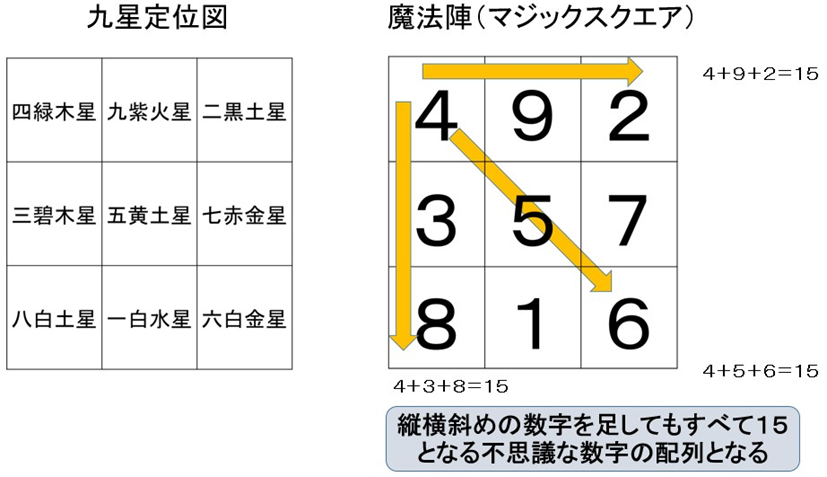 九星定位図
四緑木星 九紫火星 二黒土星
三碧木星 五黄土星 七赤金星
八白土星 一白水星 六白金星
魔法陣（マジックスクエア）
4 9 2
3 5 7
8 1 6
4+9+2=15
4+5+6=15
4+3+8=15
縦横斜めの数字を足してもすべて１５
となる不思議な数字の配列となる